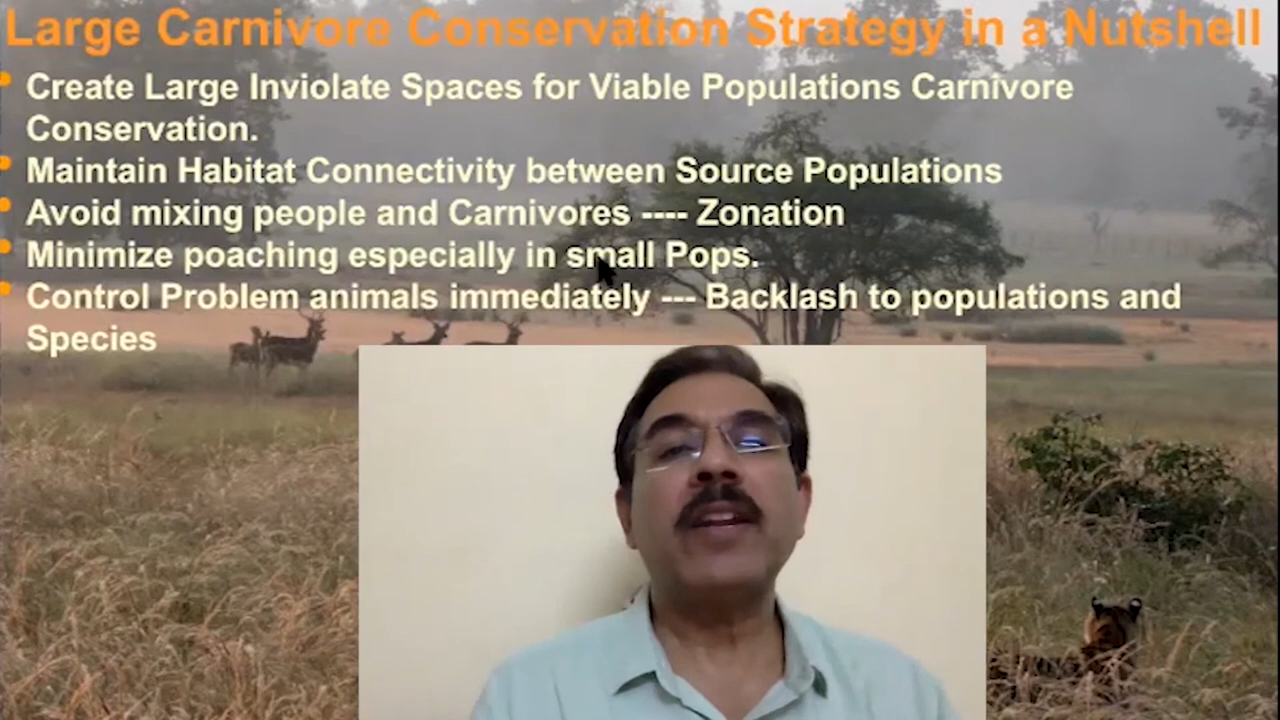 Large Carnivore Conservation Strategy in a Nutshell
Create Large Inviolate Spaces for Viable Populations Carnivore
Conservation.
Maintain Habitat Connectivity between Source Populations
Avoid mixing people and Carnivores ---- Zonation
Minimize poaching especially in small Pops.
Control Problem animals immediately --- Backlash to populations and
Species